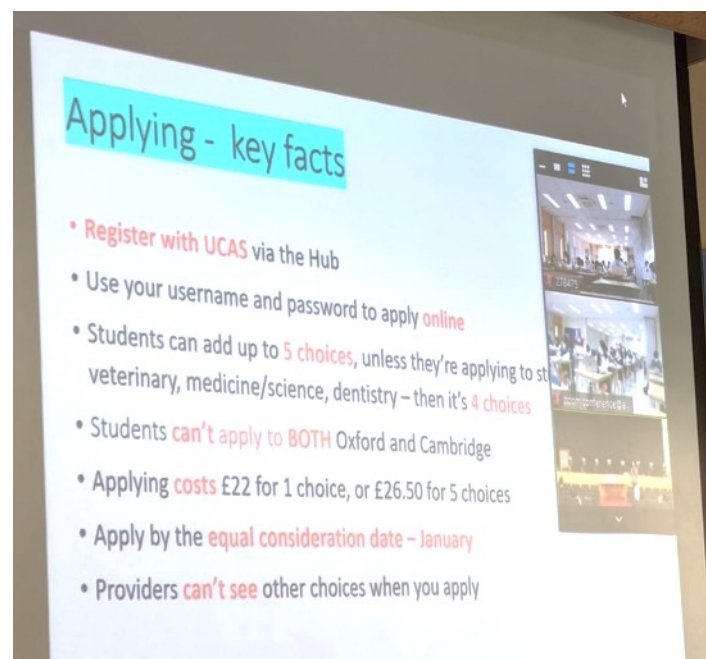 Applying - key facts
• Register with UCAS via the Hub
• Use your username and password to apply online
• Students can add up to 5 choices, unless they're applying to
veterinary, medicine/science, dentistry – then it's 4 choices
• Students can't apply to BOTH Oxford and Cambridge
• Applying costs £22 for 1 choice, or £26.50 for 5 choices
• Apply by the equal consideration date – January
• Providers can't see other choices when you apply